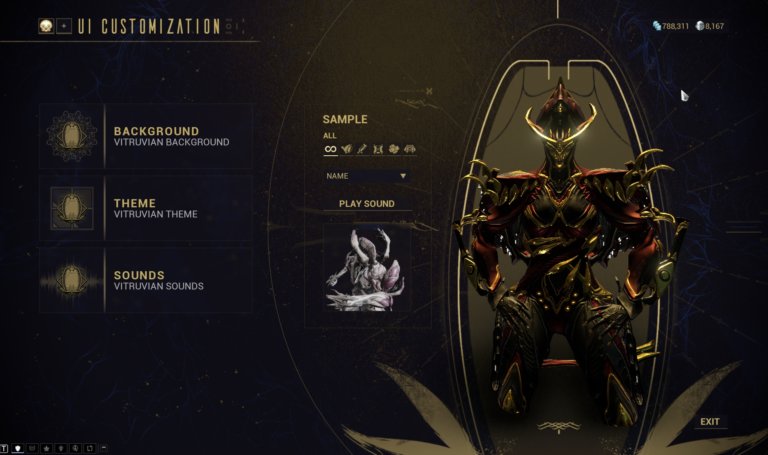 UI CUSTOMIZATION
788,311 8,167
BACKGROUND
VITRUVIAN BACKGROUND
THEME
VITRUVIAN THEME
SOUNDS
VITRUVIAN SOUNDS
SAMPLE
ALL
NAME
PLAY SOUND
EXIT
T